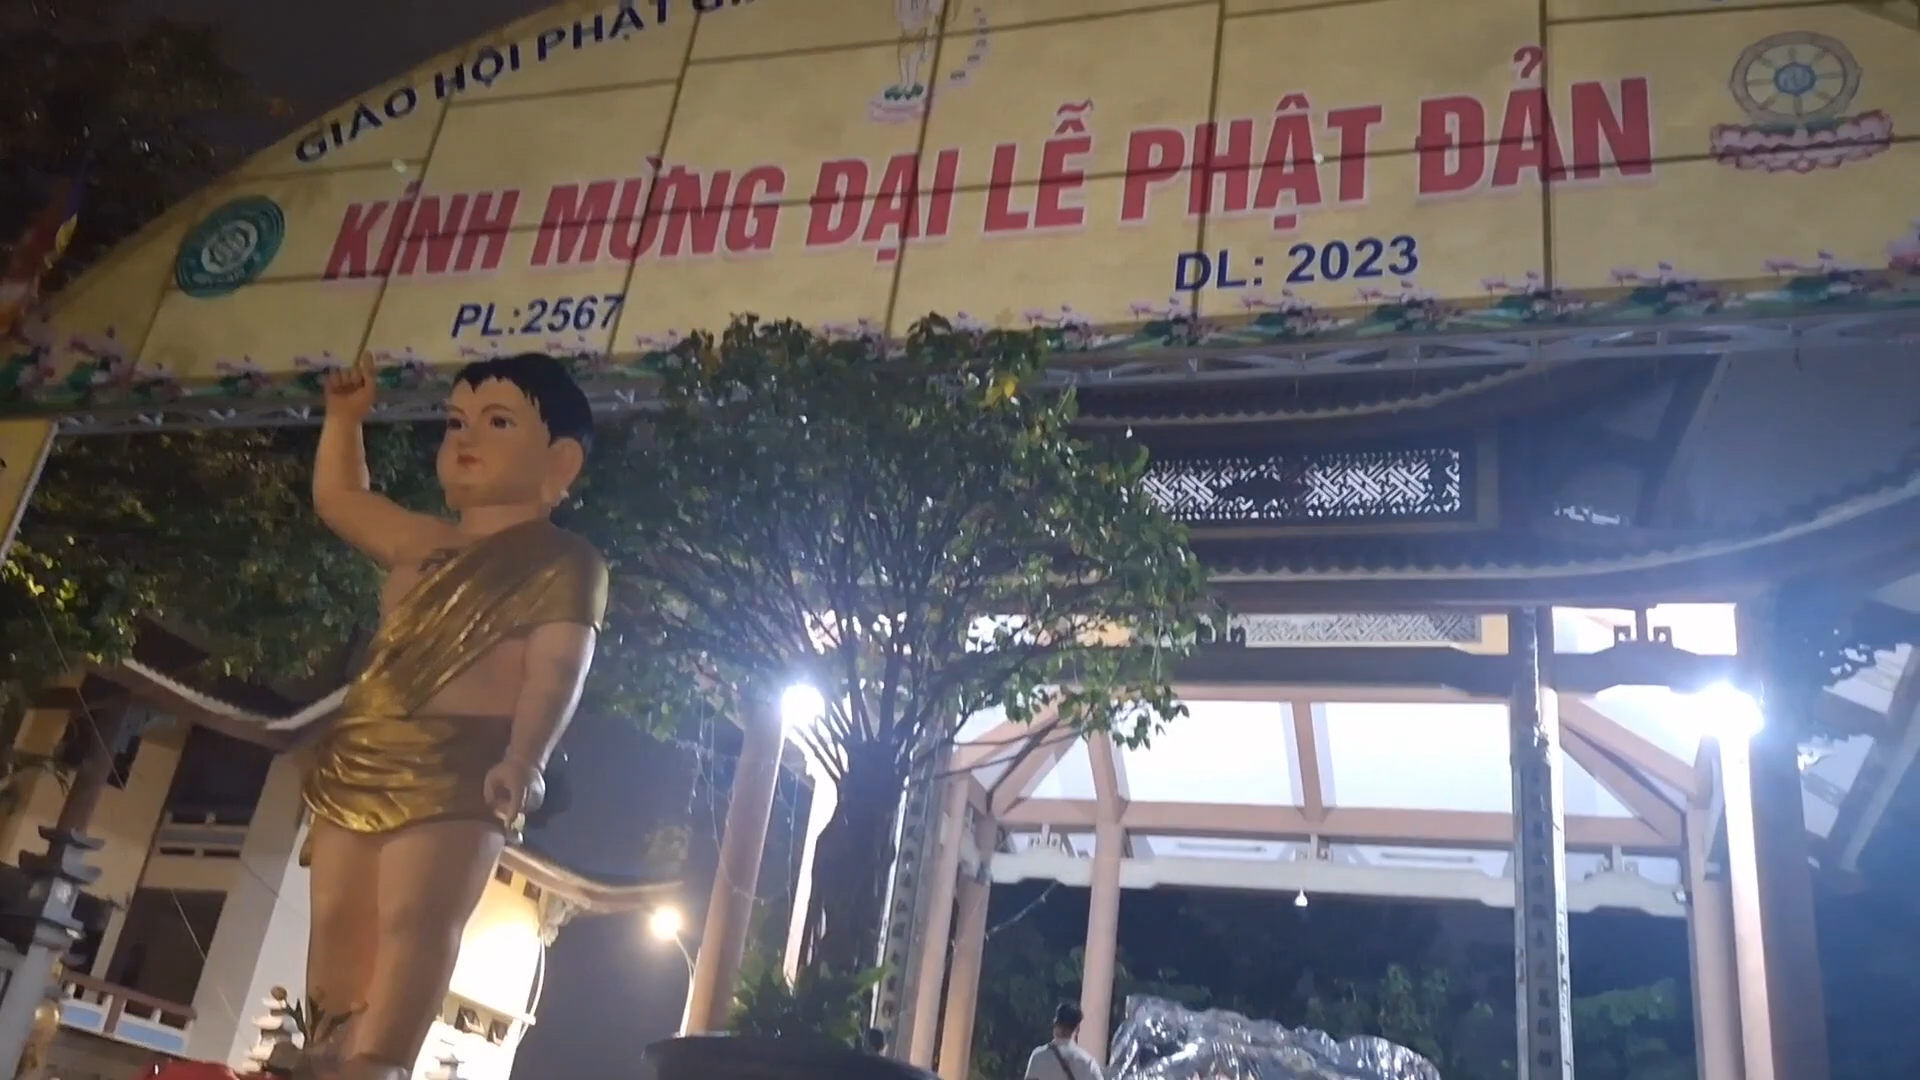 GIÁO HỘI PHẬT
KÍNH MỪNG ĐẠI LỄ PHẬT ĐẢN
PL:2567
DL: 2023